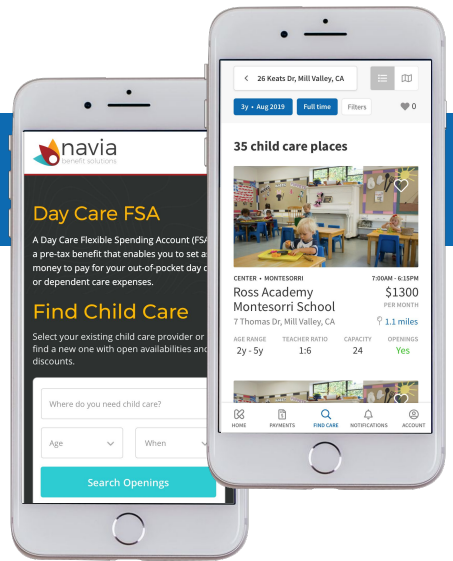 navia
benefit solutions
Day Care FSA
A Day Care Flexible Spending Account (FSA
a pre-tax benefit that enables you to set as
money to pay for your out-of-pocket day c
or dependent care expenses.
Find Child Care
Select your existing child care provider or
find a new one with open availabilities and
discounts.
Where do you need child care?
Age
When
Search Openings
26 Keats Dr, Mill Valley, CA
3y • Aug 2019
Full time
Filters
0
35 child care places
CENTER • MONTESORRI
7:00AM - 6:15PM
Ross Academy
Montesorri School
$1300
PER MONTH
7 Thomas Dr, Mill Valley, CA
1.1 miles
AGE RANGE
TEACHER RATIO
CAPACITY
OPENINGS
2y - 5y
1:6
24
Yes
HOME
PAYMENTS
FIND CARE
NOTIFICATIONS
ACCOUNT